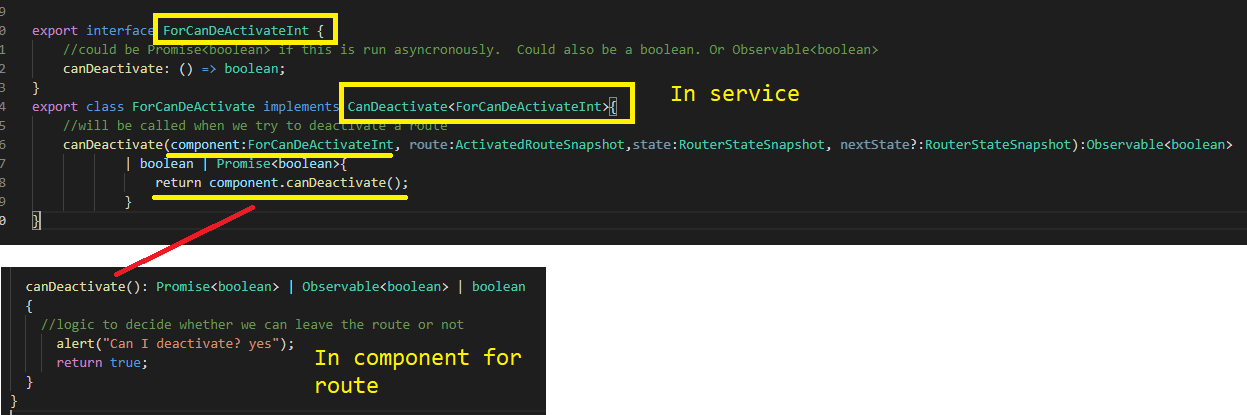 9
0 export interface ForCanDeActivateInt {
1 //could be Promise<boolean> if this is run asyncronously.  Could also be a boolean. Or Observable<boolean>
2 canDeactivate: () => boolean;
3 }
4 export class ForCanDeActivate implements CanDeactivate<ForCanDeActivateInt>{
In service
5 //will be called when we try to deactivate a route
6 canDeactivate(component:ForCanDeActivateInt, route:ActivatedRouteSnapshot,state:RouterStateSnapshot, nextState?:RouterStateSnapshot):Observable<boolean>
7 | boolean | Promise<boolean>{
8 return component.canDeactivate();
9 }
0 }
canDeactivate(): Promise<boolean> | Observable<boolean> | boolean
{
//logic to decide whether we can leave the route or not
alert("Can I deactivate? yes");
return true;
}
}
In component for
route